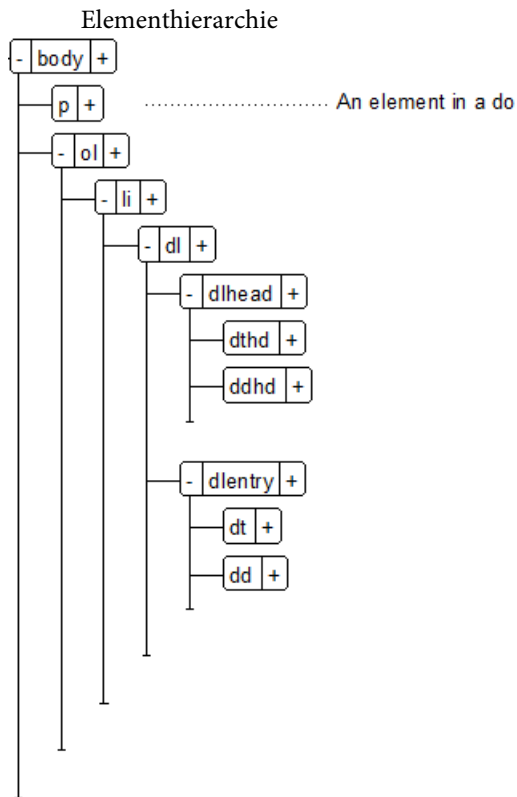 Elementhierarchie
- body +
p + An element in a do
- ol +
- li +
- dl +
- dlhead +
dthd +
ddhd +
- dlentry +
dt +
dd +